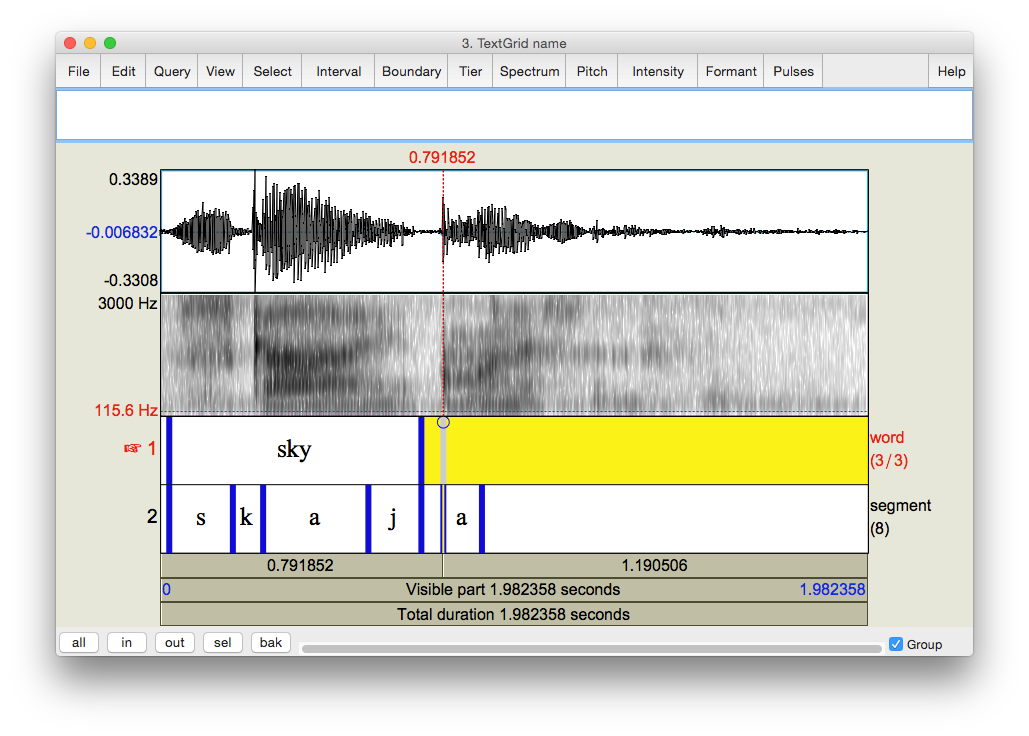 3. TextGrid name
File Edit Query View Select Interval Boundary Tier Spectrum Pitch Intensity Formant Pulses Help
0.791852
0.3389
-0.006832
-0.3308
3000 Hz
115.6 Hz
☞ 1 sky word
(3/3)
2 s k a j a segment
(8)
0.791852 1.190506
0 Visible part 1.982358 seconds 1.982358
Total duration 1.982358 seconds
all in out sel bak Group